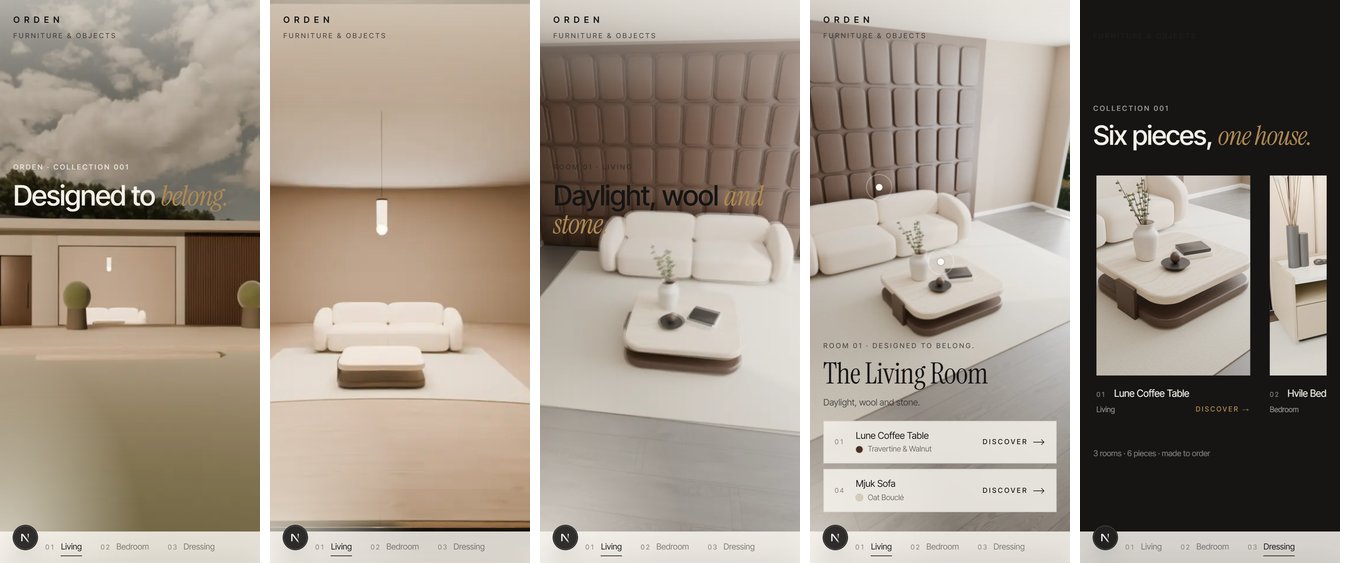 ORDEN
FURNITURE & OBJECTS
ORDEN · COLLECTION 001
Designed to belong.
N
01 Living 02 Bedroom 03 Dressing
ORDEN
FURNITURE & OBJECTS
N
01 Living 02 Bedroom 03 Dressing
ORDEN
FURNITURE & OBJECTS
ROOM 01 · LIVING
Daylight, wool and
stone.
N
01 Living 02 Bedroom 03 Dressing
ORDEN
FURNITURE & OBJECTS
ROOM 01 · DESIGNED TO BELONG.
The Living Room
Daylight, wool and stone.
01 Lune Coffee Table
Travertine & Walnut
DISCOVER →
04 Mjuk Sofa
Oat Bouclé
DISCOVER →
N
01 Living 02 Bedroom 03 Dressing
FURNITURE & OBJECTS
COLLECTION 001
Six pieces, one house.
01 Lune Coffee Table
Living
DISCOVER →
02 Hvile Bed
Bedroom
3 rooms · 6 pieces · made to order
N
01 Living 02 Bedroom 03 Dressing